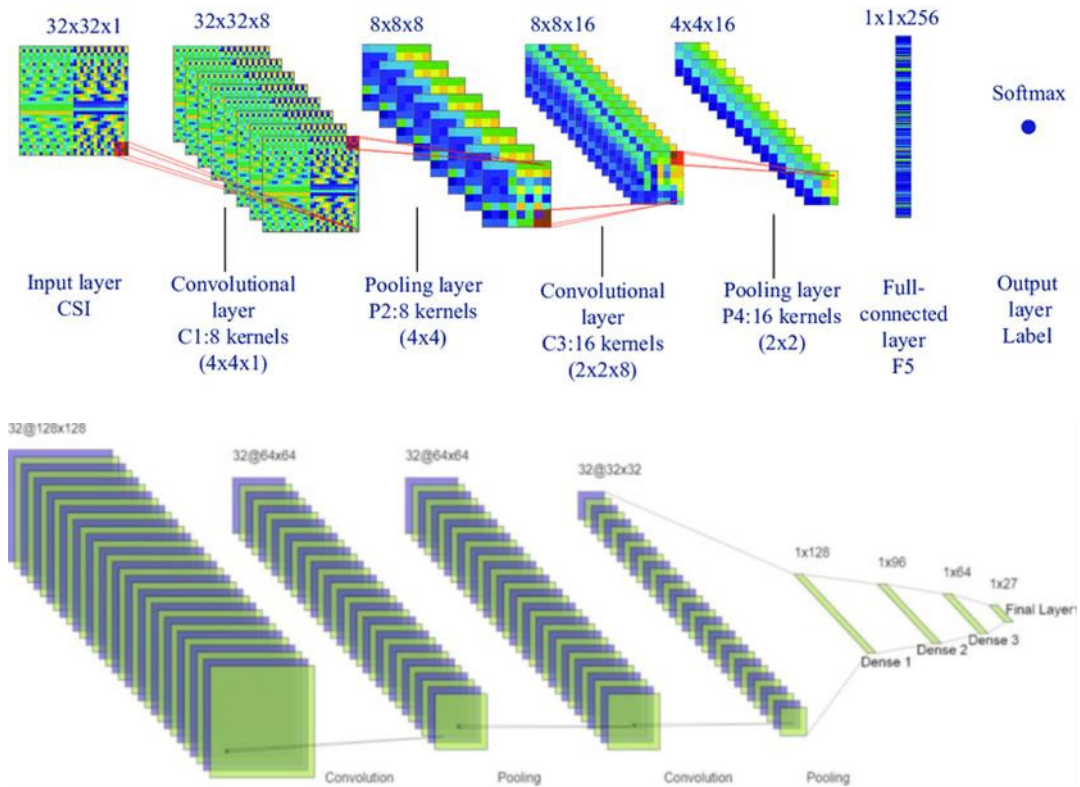 32x32x1
32x32x8
8x8x8
8x8x16
4x4x16
1x1x256
Softmax
Input layer
CSI
Convolutional
layer
C1:8 kernels
(4x4x1)
Pooling layer
P2:8 kernels
(4x4)
Convolutional
layer
C3:16 kernels
(2x2x8)
Pooling layer
P4:16 kernels
(2x2)
Full-
connected
layer
F5
Output
layer
Label
32@128x128
32@64x64
32@64x64
32@32x32
1x128
1x96
1x64
1x27
Final Layers
Dense 1
Dense 2
Dense 3
Convolution
Pooling
Convolution
Pooling